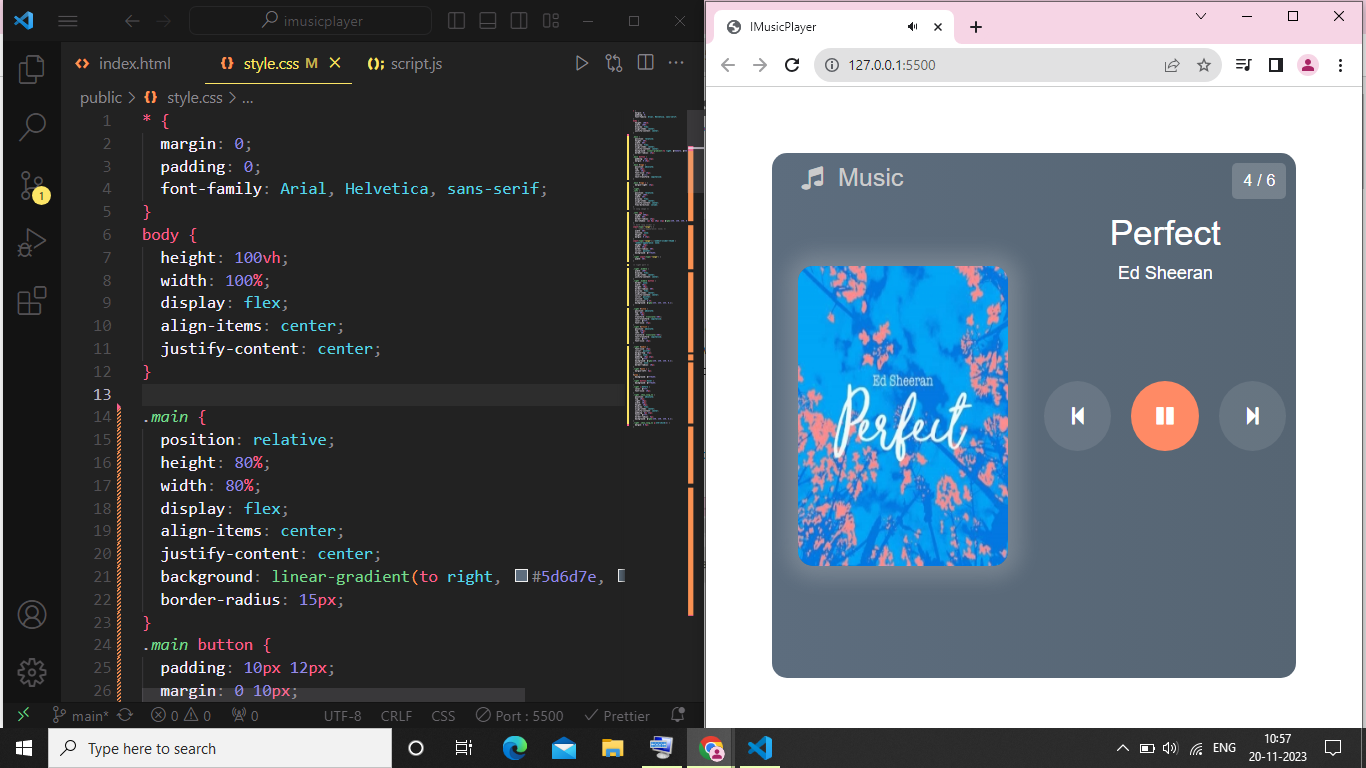 imusicplayer
index.html
style.css M
script.js
public > style.css > ...
1 * {
2 margin: 0;
3 padding: 0;
4 font-family: Arial, Helvetica, sans-serif;
5 }
6 body {
7 height: 100vh;
8 width: 100%;
9 display: flex;
10 align-items: center;
11 justify-content: center;
12 }
13
14 .main {
15 position: relative;
16 height: 80%;
17 width: 80%;
18 display: flex;
19 align-items: center;
20 justify-content: center;
21 background: linear-gradient(to right, #5d6d7e,
22 border-radius: 15px;
23 }
24 .main button {
25 padding: 10px 12px;
26 margin: 0 10px;
1
main* 0 0 0 UTF-8 CRLF CSS Port : 5500 Prettier
IMusicPlayer
127.0.0.1:5500
Music
4 / 6
Perfect
Ed Sheeran
Ed Sheeran
Perfect
Type here to search
ENG
10:57
20-11-2023